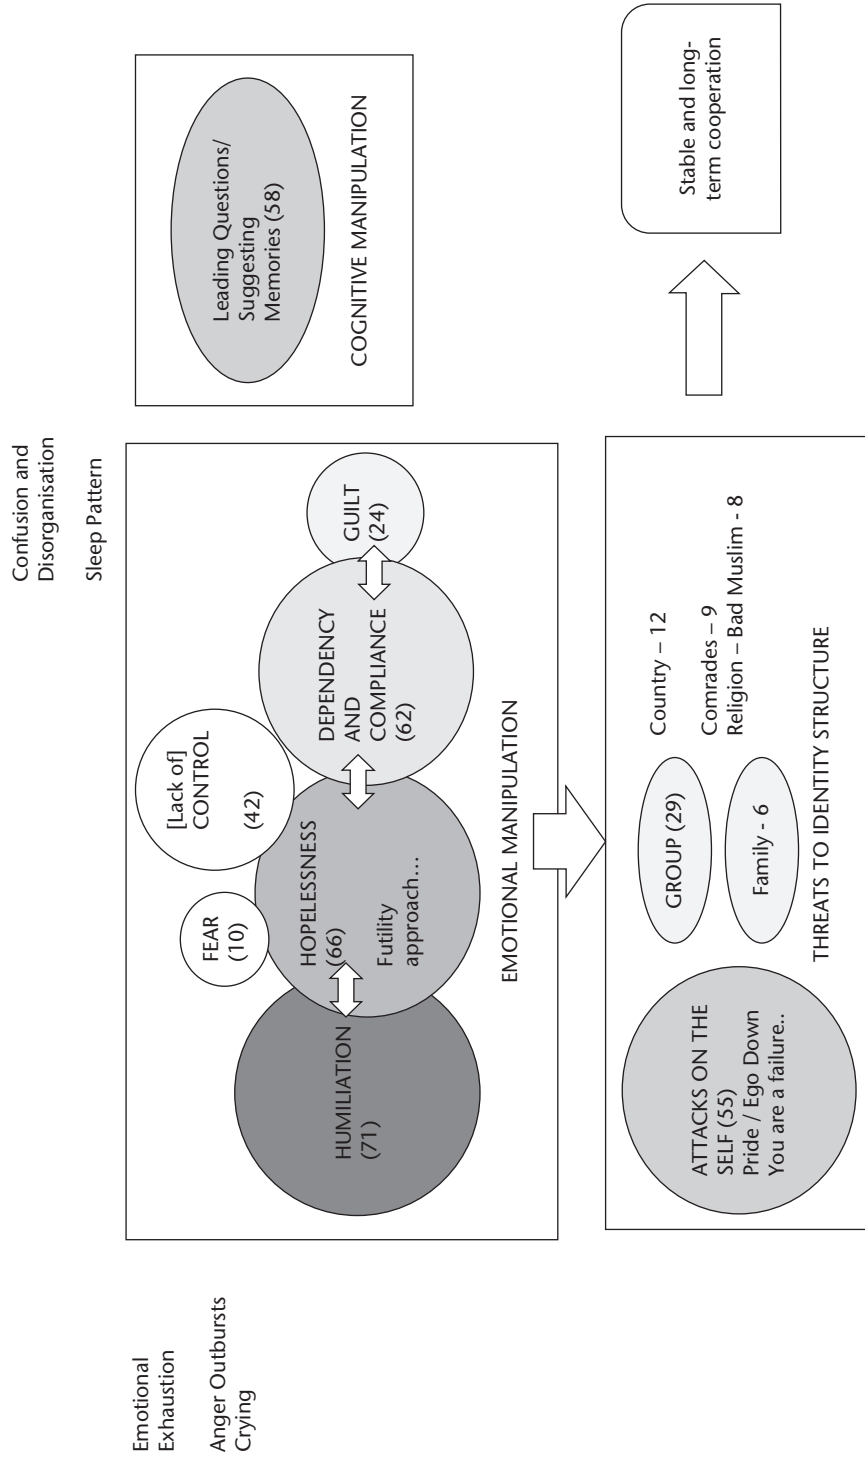 Confusion and
Disorganisation
Sleep Pattern
Emotional
Exhaustion
Anger Outbursts
Crying
HUMILIATION
(71)
FEAR
(10)
HOPELESSNESS
(66)
Futility
approach...
[Lack of]
CONTROL
(42)
DEPENDENCY
AND
COMPLIANCE
(62)
GUILT
(24)
EMOTIONAL MANIPULATION
Leading Questions/
Suggesting
Memories (58)
COGNITIVE MANIPULATION
ATTACKS ON THE
SELF (55)
Pride / Ego Down
You are a failure..
GROUP (29)
Family - 6
Country – 12
Comrades – 9
Religion – Bad Muslim - 8
THREATS TO IDENTITY STRUCTURE
Stable and long-
term cooperation